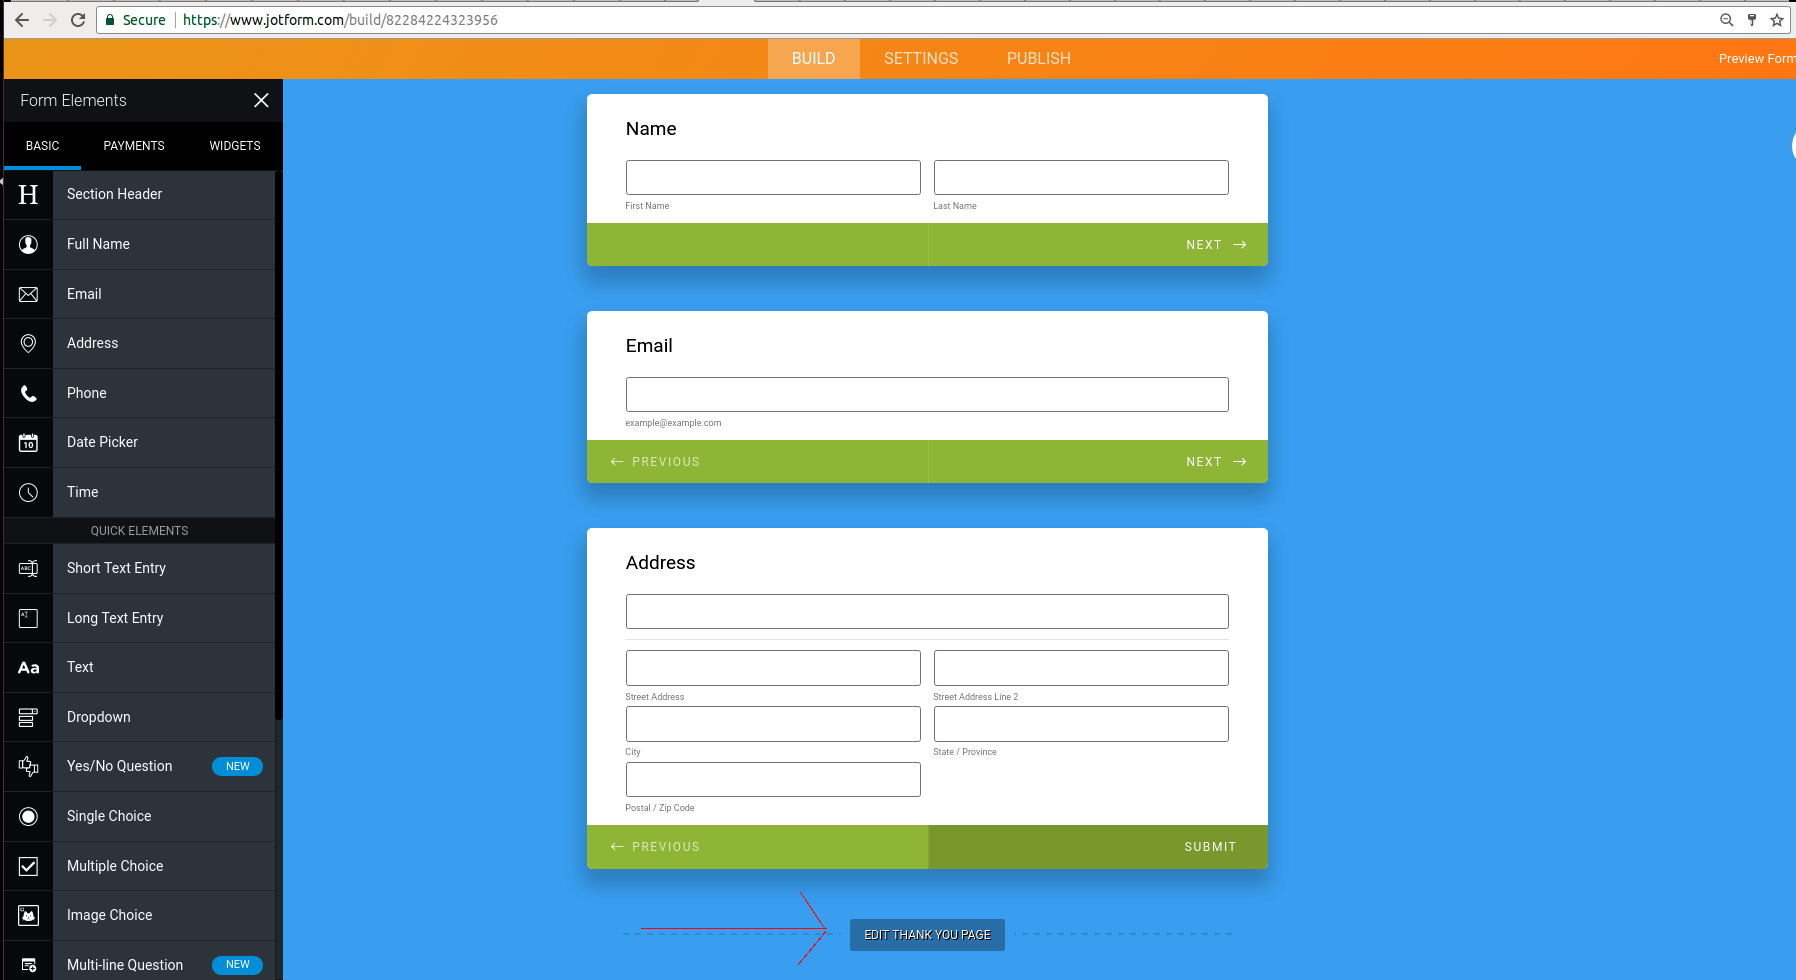 Secure https://www.jotform.com/build/82284224323956
BUILD SETTINGS PUBLISH Preview Form
Form Elements
BASIC PAYMENTS WIDGETS
H Section Header
Full Name
Email
Address
Phone
10 Date Picker
Time
QUICK ELEMENTS
ABC Short Text Entry
Long Text Entry
Aa Text
Dropdown
Yes/No Question NEW
Single Choice
Multiple Choice
Image Choice
Multi-line Question NEW
Name
First Name Last Name
NEXT
Email
example@example.com
PREVIOUS NEXT
Address
Street Address Street Address Line 2
City State / Province
Postal / Zip Code
PREVIOUS SUBMIT
EDIT THANK YOU PAGE